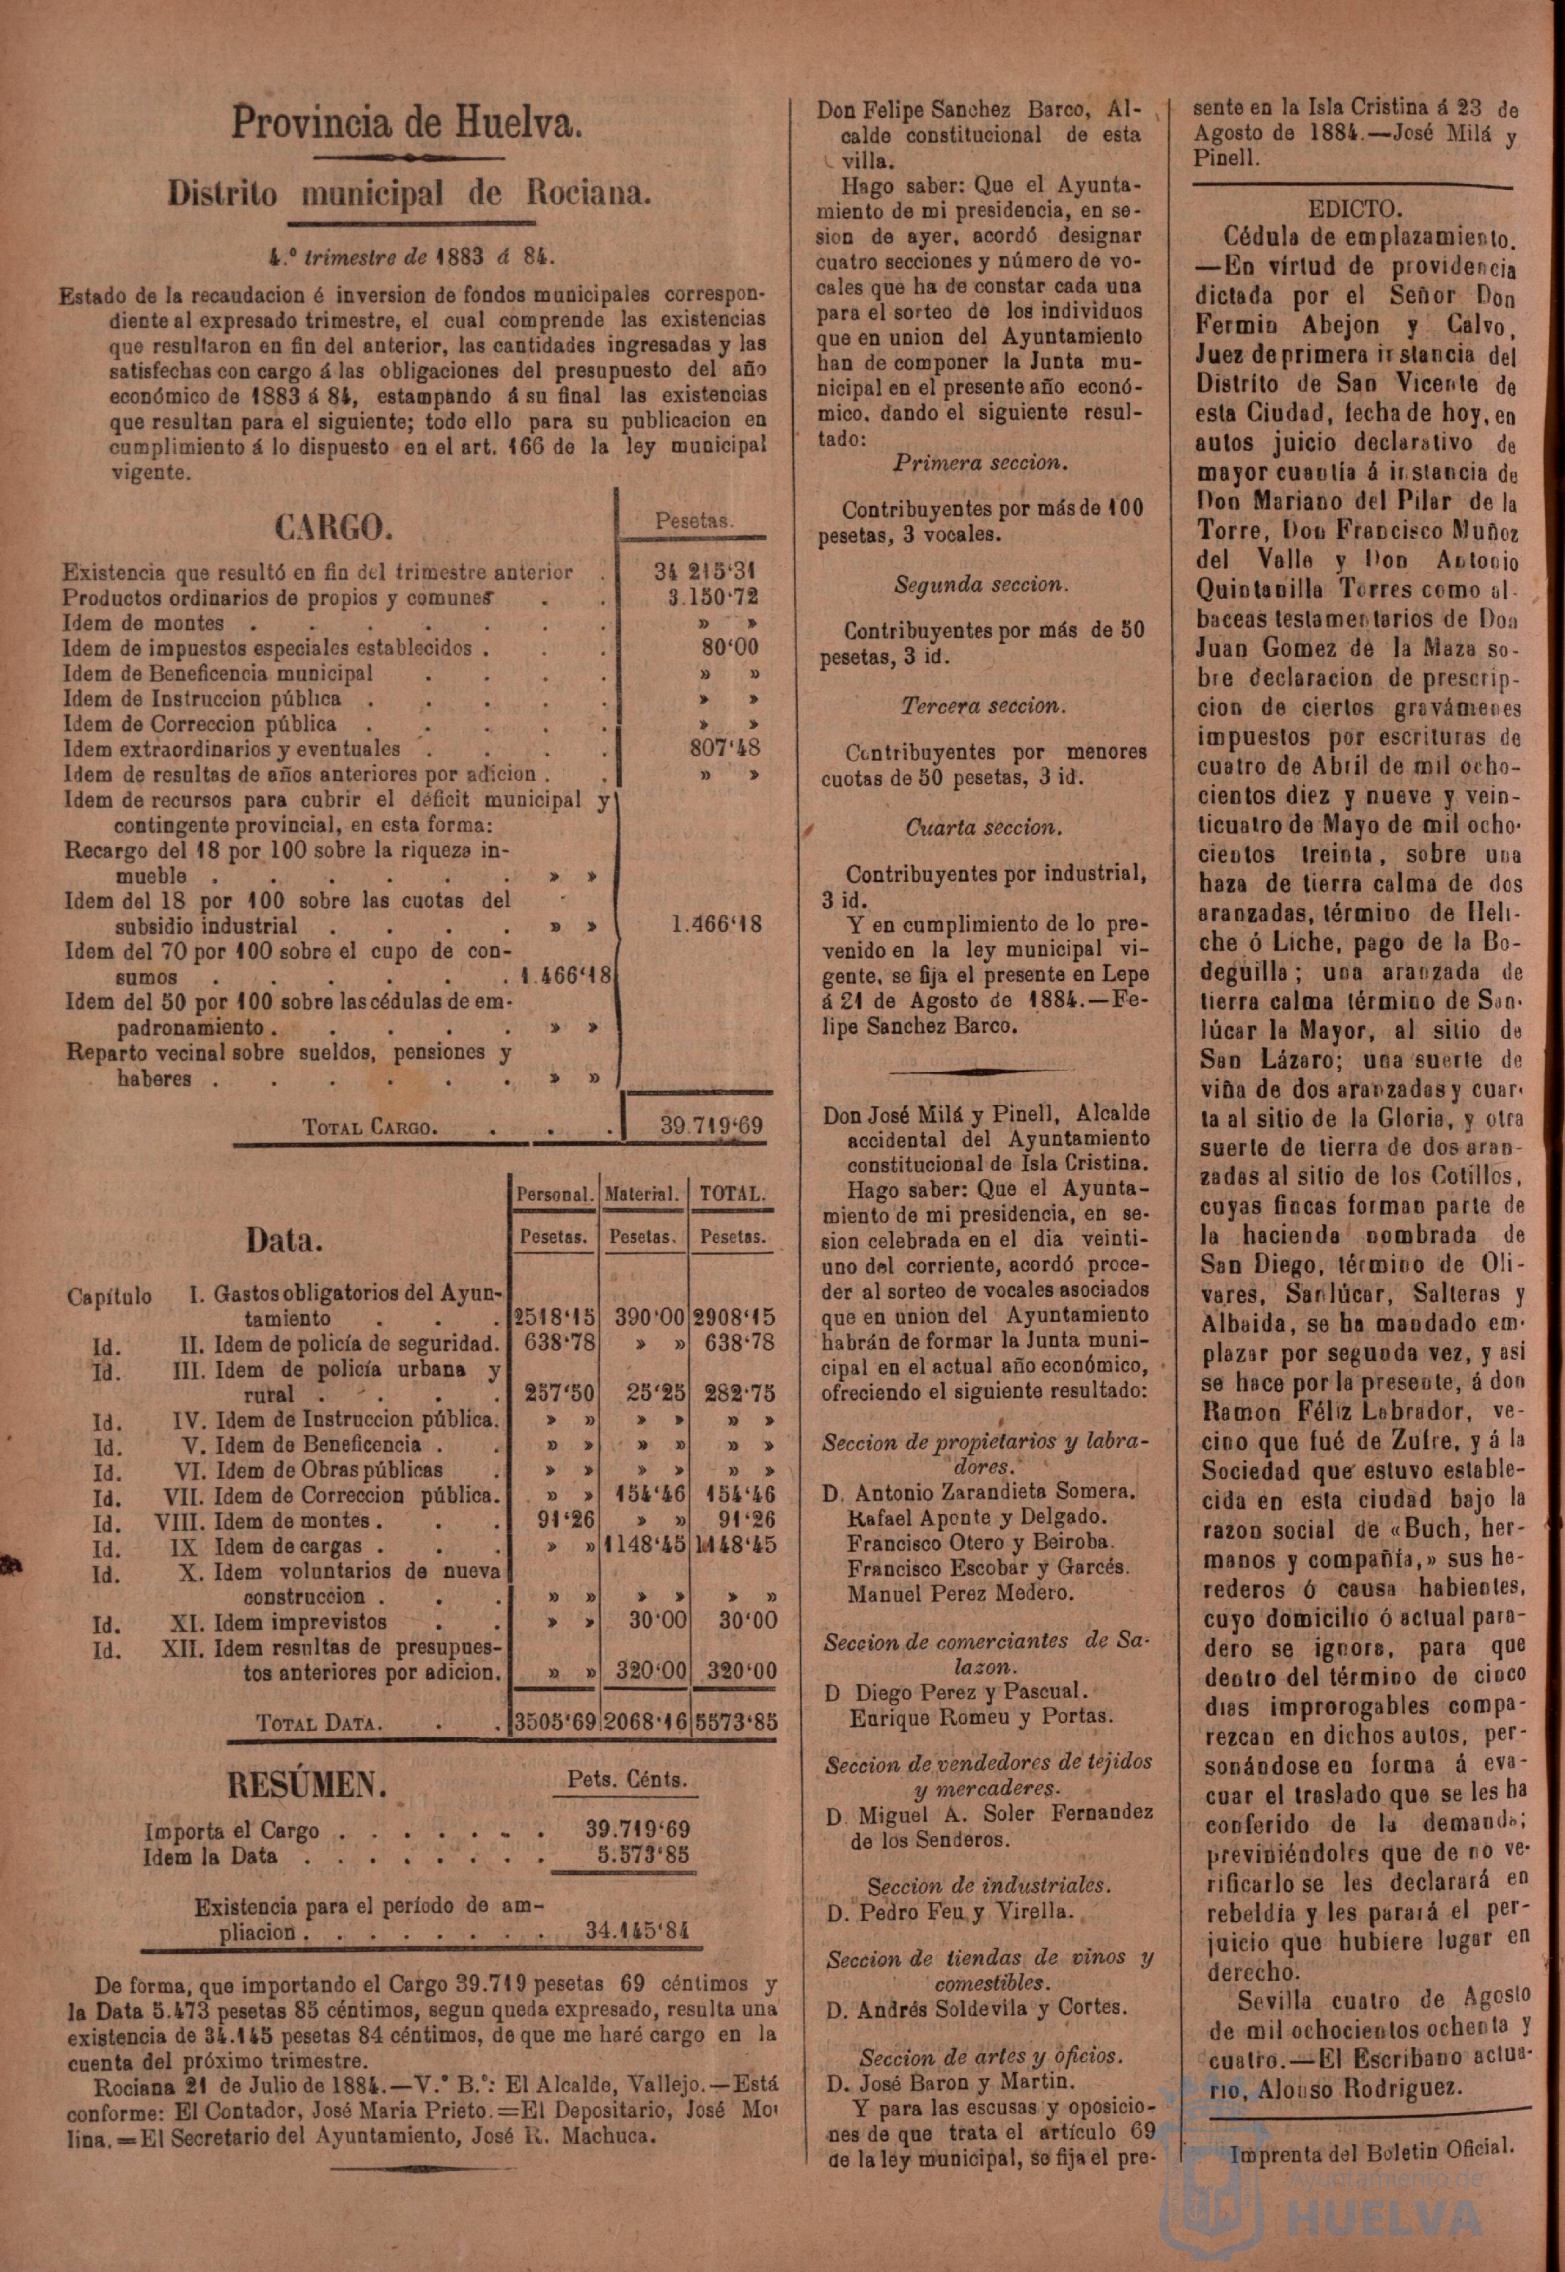 Provincia de Huelva.
Distrito municipal de Rociana.
4.º trimestre de 1883 á 84.
Estado de la recaudacion é inversion de fondos municipales correspon-
diente al expresado trimestre, el cual comprende las existencias
que resultaron en fin del anterior, las cantidades ingresadas y las
satisfechas con cargo á las obligaciones del presupuesto del año
económico de 1883 á 84, estampando á su final las existencias
que resultan para el siguiente; todo ello para su publicacion en
cumplimiento á lo dispuesto en el art. 166 de la ley municipal
vigente.
CARGO. Pesetas.
Existencia que resultó en fin del trimestre anterior . 34 215‘31
Productos ordinarios de propios y comunes . . 3.150‘72
Idem de montes . . . . . . . » »
Idem de impuestos especiales establecidos . . . 80‘00
Idem de Beneficencia municipal . . . . » »
Idem de Instruccion pública . . . . . » »
Idem de Correccion pública . . . . . » »
Idem extraordinarios y eventuales . . . . 807‘48
Idem de resultas de años anteriores por adicion . . » »
Idem de recursos para cubrir el déficit municipal y
contingente provincial, en esta forma:
Recargo del 18 por 100 sobre la riqueza in-
mueble . . . . . . » »
Idem del 18 por 100 sobre las cuotas del
subsidio industrial . . . . » » 1.466‘18
Idem del 70 por 100 sobre el cupo de con-
sumos . . . . . . 1.466‘18
Idem del 50 por 100 sobre las cédulas de em-
padronamiento . . . . . » »
Reparto vecinal sobre sueldos, pensiones y
haberes . . . . . . » »
TOTAL CARGO. . . . 39.719‘69
Personal. Material. TOTAL.
Data. Pesetas. Pesetas. Pesetas.
Capítulo I. Gastos obligatorios del Ayun-
tamiento . . . 2518‘15 390‘00 2908‘15
Id. II. Idem de policía de seguridad. 638‘78 » » 638‘78
Id. III. Idem de policía urbana y
rural . . . . 257‘50 25‘25 282‘75
Id. IV. Idem de Instruccion pública. » » » » » »
Id. V. Idem de Beneficencia . . » » » » » »
Id. VI. Idem de Obras públicas . » » » » » »
Id. VII. Idem de Correccion pública. » » 154‘46 154‘46
Id. VIII. Idem de montes . . . 91‘26 » » 91‘26
Id. IX Idem de cargas . . . » » 1148‘45 1148‘45
Id. X. Idem voluntarios de nueva
construccion . . . » » » » » »
Id. XI. Idem imprevistos . . » » 30‘00 30‘00
Id. XII. Idem resultas de presupues-
tos anteriores por adicion. » » 320‘00 320‘00
TOTAL DATA. . . 3505‘69 2068‘16 5573‘85
RESÚMEN. Pets. Cénts.
Importa el Cargo . . . . . . . 39.719‘69
Idem la Data . . . . . . . . 5.573‘85
Existencia para el período de am-
pliacion . . . . . . . . 34.145‘84
De forma, que importando el Cargo 39.719 pesetas 69 céntimos y
la Data 5.473 pesetas 85 céntimos, segun queda expresado, resulta una
existencia de 34.145 pesetas 84 céntimos, de que me haré cargo en la
cuenta del próximo trimestre.
Rociana 21 de Julio de 1884.—V.º B.º: El Alcalde, Vallejo.—Está
conforme: El Contador, José Maria Prieto.=El Depositario, José Mo-
lina.=El Secretario del Ayuntamiento, José R. Machuca.
Don Felipe Sanchez Barco, Al-
calde constitucional de esta
villa.
Hago saber: Que el Ayunta-
miento de mi presidencia, en se-
sion de ayer, acordó designar
cuatro secciones y número de vo-
cales que ha de constar cada una
para el sorteo de los individuos
que en union del Ayuntamiento
han de componer la Junta mu-
nicipal en el presente año econó-
mico, dando el siguiente resul-
tado:
Primera seccion.
Contribuyentes por más de 100
pesetas, 3 vocales.
Segunda seccion.
Contribuyentes por más de 50
pesetas, 3 id.
Tercera seccion.
Contribuyentes por menores
cuotas de 50 pesetas, 3 id.
Cuarta seccion.
Contribuyentes por industrial,
3 id.
Y en cumplimiento de lo pre-
venido en la ley municipal vi-
gente, se fija el presente en Lepe
á 21 de Agosto de 1884.—Fe-
lipe Sanchez Barco.
Don José Milá y Pinell, Alcalde
accidental del Ayuntamiento
constitucional de Isla Cristina.
Hago saber: Que el Ayunta-
miento de mi presidencia, en se-
sion celebrada en el dia veinti-
uno del corriente, acordó proce-
der al sorteo de vocales asociados
que en union del Ayuntamiento
habrán de formar la Junta muni-
cipal en el actual año económico,
ofreciendo el siguiente resultado:
Seccion de propietarios y labra-
dores.
D. Antonio Zarandieta Somera.
Rafael Aponte y Delgado.
Francisco Otero y Beiroba.
Francisco Escobar y Garcés.
Manuel Perez Medero.
Seccion de comerciantes de Sa-
lazon.
D Diego Perez y Pascual.
Enrique Romeu y Portas.
Seccion de vendedores de tejidos
y mercaderes.
D. Miguel A. Soler Fernandez
de los Senderos.
Seccion de industriales.
D. Pedro Feu y Virella.
Seccion de tiendas de vinos y
comestibles.
D. Andrés Soldevila y Cortes.
Seccion de artes y oficios.
D. José Baron y Martin.
Y para las escusas y oposicio-
nes de que trata el artículo 69
de la ley municipal, se fija el pre-
sente en la Isla Cristina á 23 de
Agosto de 1884.—José Milá y
Pinell.
EDICTO.
Cédula de emplazamiento.
—En virtud de providencia
dictada por el Señor Don
Fermin Abejon y Calvo,
Juez de primera instancia del
Distrito de San Vicente de
esta Ciudad, fecha de hoy, en
autos juicio declarativo de
mayor cuantía á instancia de
Don Mariano del Pilar de la
Torre, Don Francisco Muñoz
del Valle y Don Antonio
Quintanilla Torres como al-
baceas testamentarios de Don
Juan Gomez de la Maza so-
bre declaracion de prescrip-
cion de ciertos gravámenes
impuestos por escrituras de
cuatro de Abril de mil ocho-
cientos diez y nueve y vein-
ticuatro de Mayo de mil ocho-
cientos treinta, sobre una
haza de tierra calma de dos
aranzadas, término de Heli-
che ó Liche, pago de la Bo-
deguilla; una aranzada de
tierra calma término de San-
lúcar la Mayor, al sitio de
San Lázaro; una suerte de
viña de dos aranzadas y cuar-
ta al sitio de la Gloria, y otra
suerte de tierra de dos aran-
zadas al sitio de los Cotillos,
cuyas fincas forman parte de
la hacienda nombrada de
San Diego, término de Oli-
vares, Sanlúcar, Salteras y
Albaida, se ha mandado em-
plazar por segunda vez, y asi
se hace por la presente, á don
Ramon Féliz Labrador, ve-
cino que fué de Zufre, y á la
Sociedad que estuvo estable-
cida en esta ciudad bajo la
razon social de «Buch, her-
manos y compañía,» sus he-
rederos ó causa habientes,
cuyo domicilio ó actual para-
dero se ignora, para que
dentro del término de cinco
dias improrogables compa-
rezcan en dichos autos, per-
sonándose en forma á eva-
cuar el traslado que se les ha
conferido de la demanda;
previniéndoles que de no ve-
rificarlo se les declarará en
rebeldía y les parará el per-
juicio que hubiere lugar en
derecho.
Sevilla cuatro de Agosto
de mil ochocientos ochenta y
cuatro.—El Escribano actua-
rio, Alonso Rodriguez.
Imprenta del Boletin Oficial.
Ayuntamiento de
HUELVA